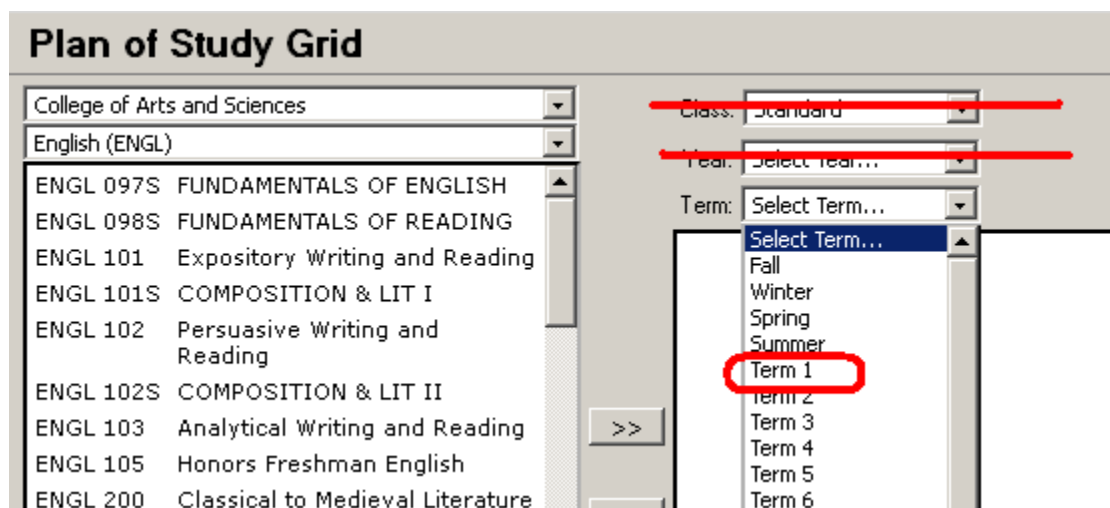 Plan of Study Grid
College of Arts and Sciences
English (ENGL)
ENGL 097S FUNDAMENTALS OF ENGLISH
ENGL 098S FUNDAMENTALS OF READING
ENGL 101 Expository Writing and Reading
ENGL 101S COMPOSITION & LIT I
ENGL 102 Persuasive Writing and
Reading
ENGL 102S COMPOSITION & LIT II
ENGL 103 Analytical Writing and Reading
ENGL 105 Honors Freshman English
ENGL 200 Classical to Medieval Literature
>>
Class: Standard
Year: Select Year...
Term: Select Term...
Select Term...
Fall
Winter
Spring
Summer
Term 1
Term 2
Term 3
Term 4
Term 5
Term 6